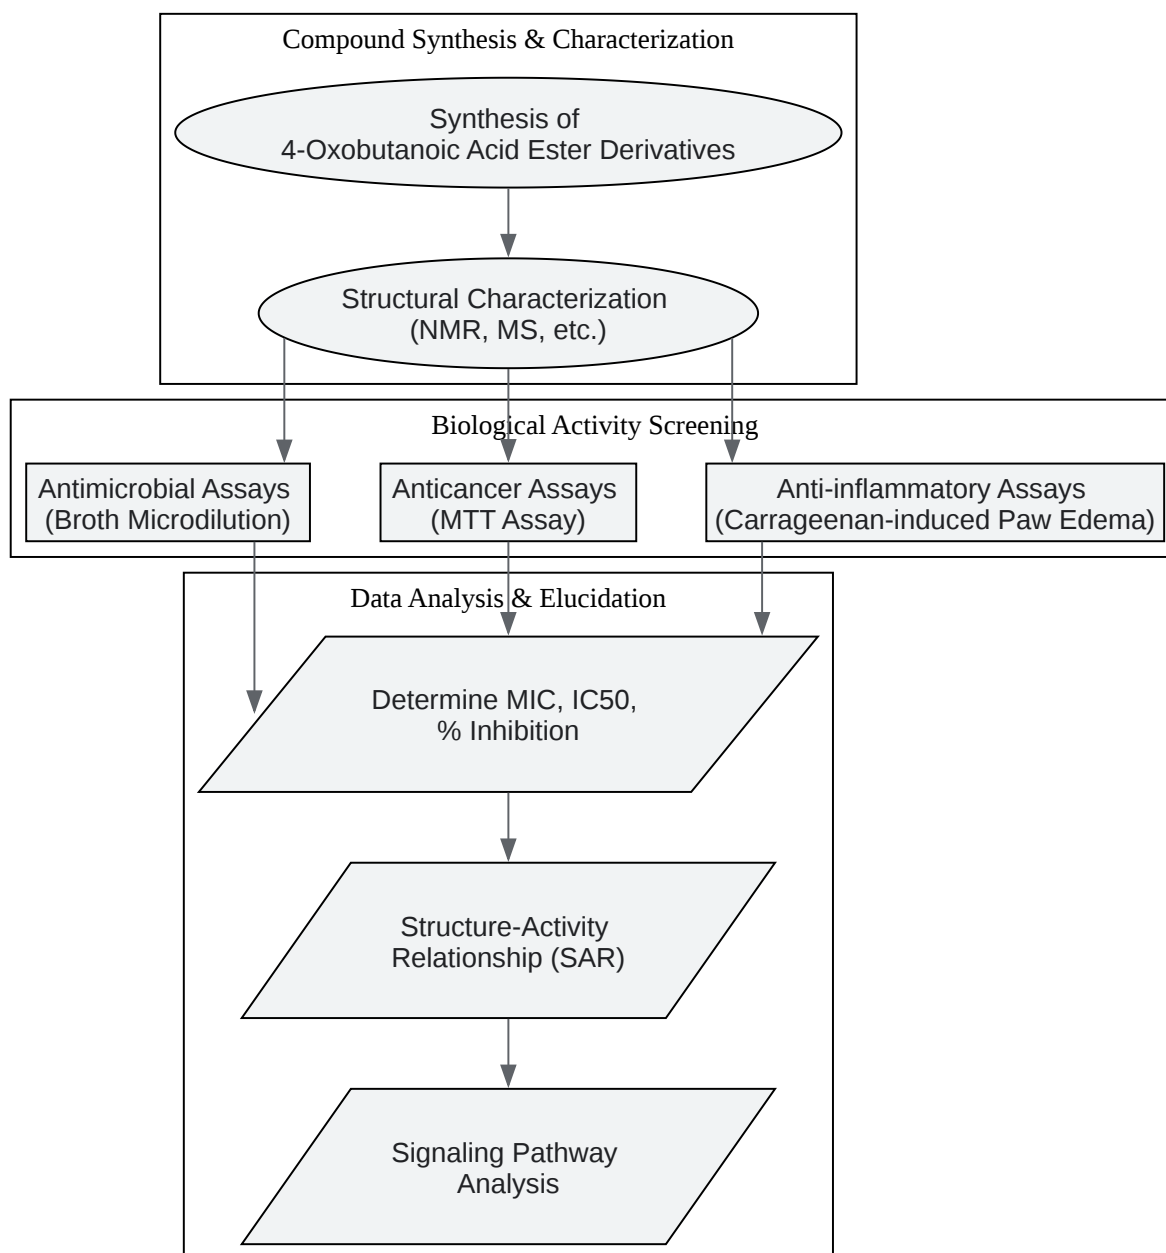 Compound Synthesis & Characterization
Synthesis of
4-Oxobutanoic Acid Ester Derivatives
Structural Characterization
(NMR, MS, etc.)
Biological Activity Screening
Antimicrobial Assays
(Broth Microdilution)
Anticancer Assays
(MTT Assay)
Anti-inflammatory Assays
(Carrageenan-induced Paw Edema)
Data Analysis & Elucidation
Determine MIC, IC50,
% Inhibition
Structure-Activity
Relationship (SAR)
Signaling Pathway
Analysis